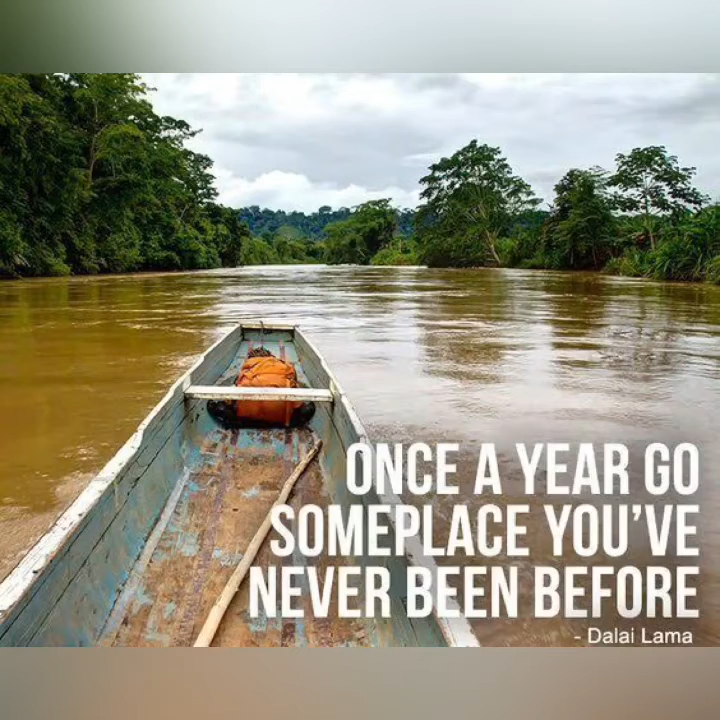 ONCE A YEAR GO
SOMEPLACE YOU'VE
NEVER BEEN BEFORE
- Dalai Lama